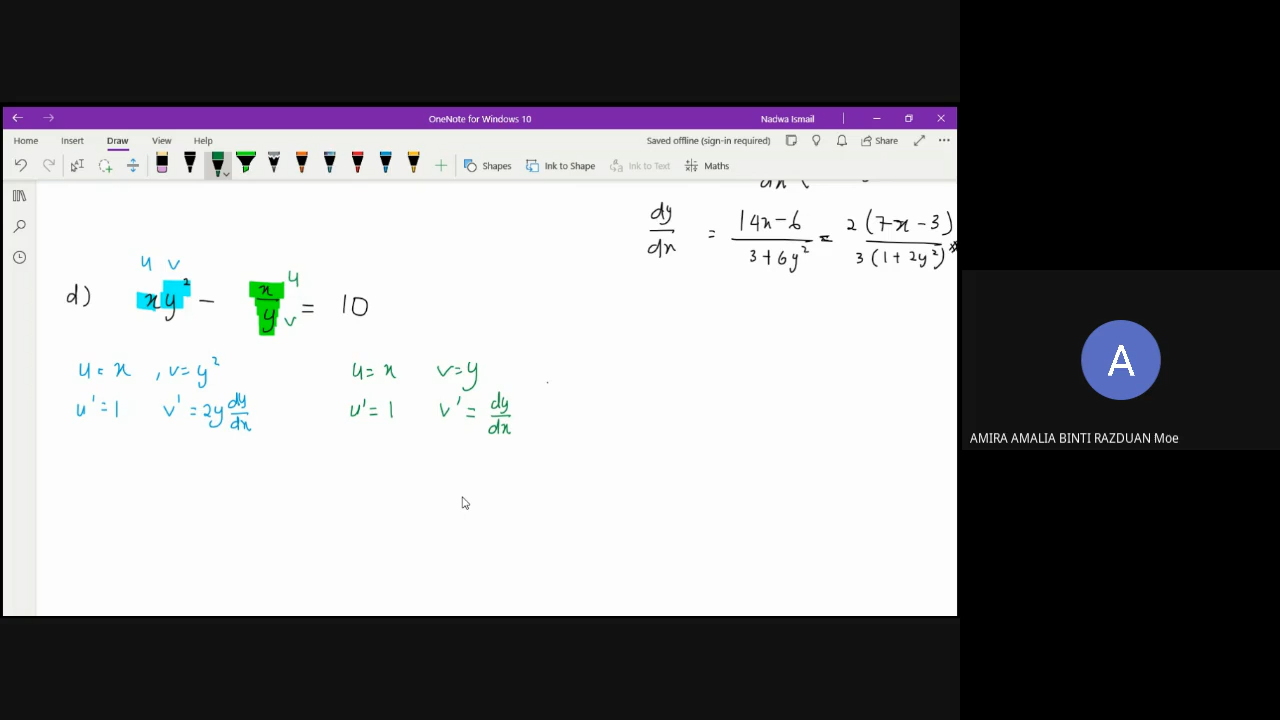 OneNote for Windows 10
Nadwa Ismail
Home Insert Draw View Help
Saved offline (sign-in required)
Share
Shapes Ink to Shape Ink to Text Maths
dy/dx = 14x-6 / 3+6y² = 2(7x-3) / 3(1+2y²)
u v
u
d) xy² - x/y = 10
v
u = x , v = y² u = x v = y
u' = 1 v' = 2y dy/dx u' = 1 v' = dy/dx
A
AMIRA AMALIA BINTI RAZDUAN Moe